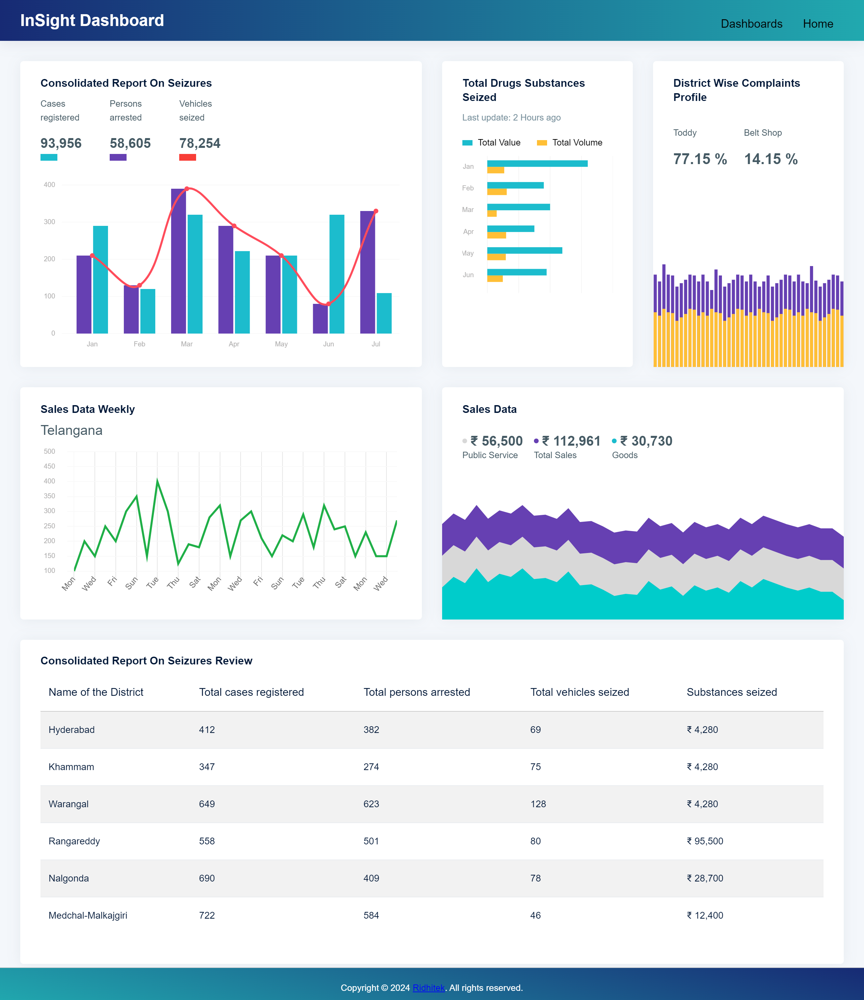 InSight Dashboard
Dashboards Home
Consolidated Report On Seizures
Cases registered
Persons arrested
Vehicles seized
93,956 58,605 78,254
400
300
200
100
0
Jan Feb Mar Apr May Jun Jul
Total Drugs Substances
Seized
Last update: 2 Hours ago
Total Value Total Volume
Jan
Feb
Mar
Apr
May
Jun
District Wise Complaints
Profile
Toddy Belt Shop
77.15 % 14.15 %
Sales Data Weekly
Telangana
500
450
400
350
300
250
200
150
100
Mon Wed Fri Sun Tue Thu Sat Mon Wed Fri Sun Tue Thu Sat Mon Wed
Sales Data
₹ 56,500 ₹ 112,961 ₹ 30,730
Public Service Total Sales Goods
Consolidated Report On Seizures Review
Name of the District Total cases registered Total persons arrested Total vehicles seized Substances seized
Hyderabad 412 382 69 ₹ 4,280
Khammam 347 274 75 ₹ 4,280
Warangal 649 623 128 ₹ 4,280
Rangareddy 558 501 80 ₹ 95,500
Nalgonda 690 409 78 ₹ 28,700
Medchal-Malkajgiri 722 584 46 ₹ 12,400
Copyright © 2024 Ridhitek. All rights reserved.